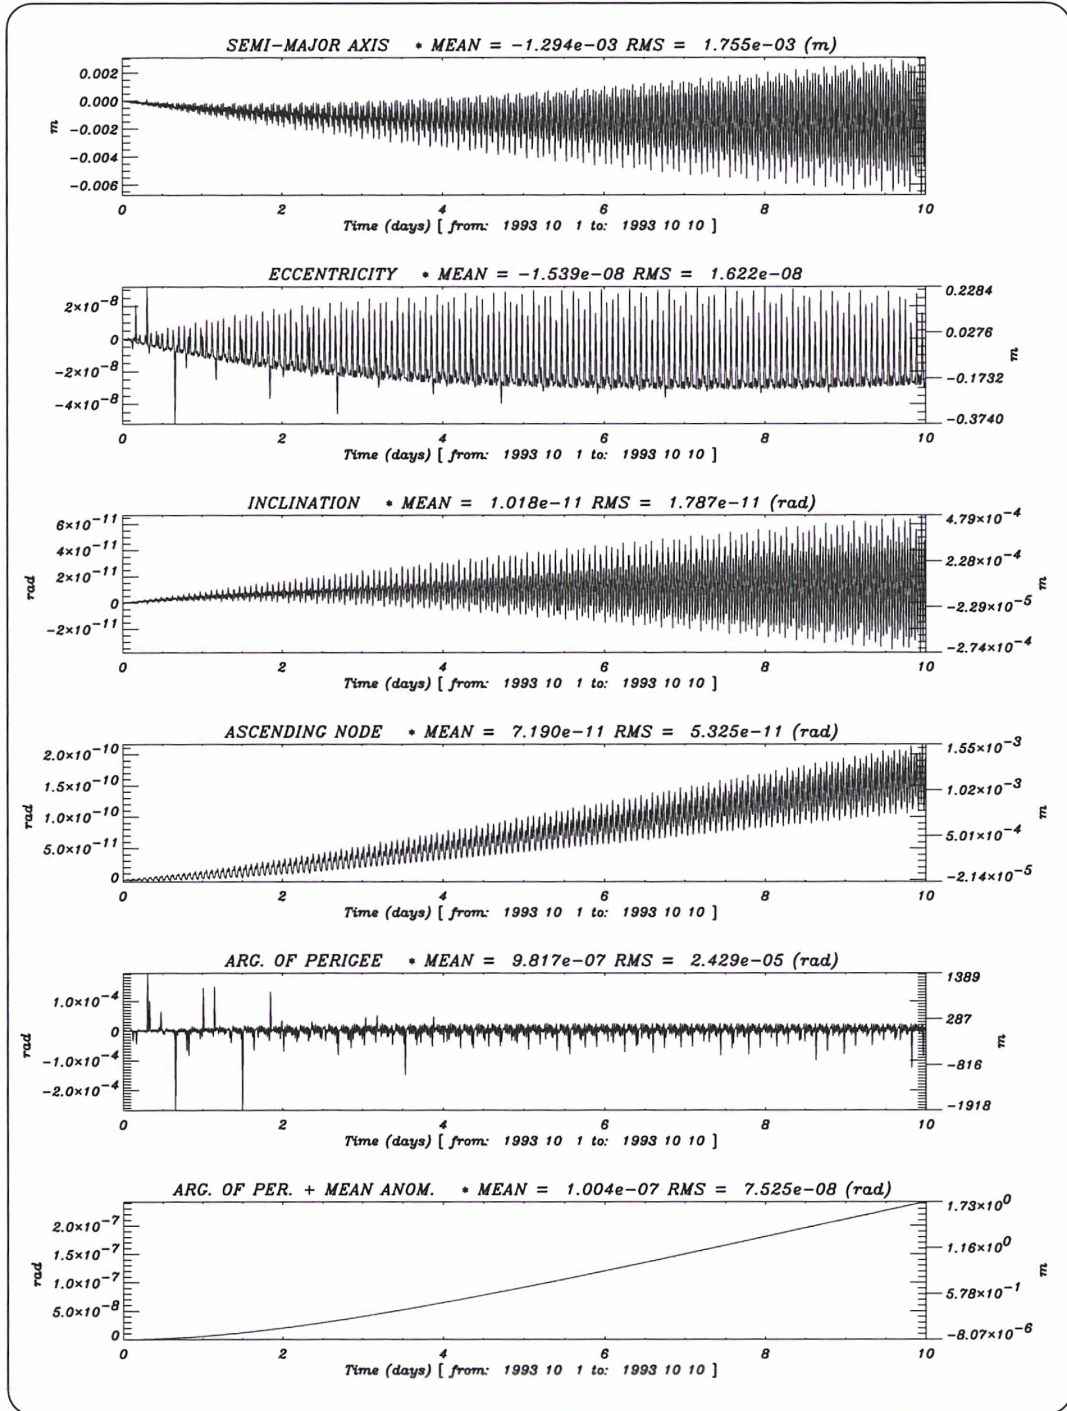 SEMI-MAJOR AXIS * MEAN = -1.294e-03 RMS = 1.755e-03 (m)
0.002
0.000
-0.002
-0.004
-0.006
m
0 2 4 6 8 10
Time (days) [ from: 1993 10 1 to: 1993 10 10 ]
ECCENTRICITY * MEAN = -1.539e-08 RMS = 1.622e-08
2×10⁻⁸
0
-2×10⁻⁸
-4×10⁻⁸
0.2284
0.0276
-0.1732
-0.3740
m
0 2 4 6 8 10
Time (days) [ from: 1993 10 1 to: 1993 10 10 ]
INCLINATION * MEAN = 1.018e-11 RMS = 1.787e-11 (rad)
6×10⁻¹¹
4×10⁻¹¹
2×10⁻¹¹
0
-2×10⁻¹¹
rad
4.79×10⁻⁴
2.28×10⁻⁴
-2.29×10⁻⁵
-2.74×10⁻⁴
m
0 2 4 6 8 10
Time (days) [ from: 1993 10 1 to: 1993 10 10 ]
ASCENDING NODE * MEAN = 7.190e-11 RMS = 5.325e-11 (rad)
2.0×10⁻¹⁰
1.5×10⁻¹⁰
1.0×10⁻¹⁰
5.0×10⁻¹¹
0
rad
1.55×10⁻³
1.02×10⁻³
5.01×10⁻⁴
-2.14×10⁻⁵
m
0 2 4 6 8 10
Time (days) [ from: 1993 10 1 to: 1993 10 10 ]
ARG. OF PERIGEE * MEAN = 9.817e-07 RMS = 2.429e-05 (rad)
1.0×10⁻⁴
0
-1.0×10⁻⁴
-2.0×10⁻⁴
rad
1389
287
-816
-1918
m
0 2 4 6 8 10
Time (days) [ from: 1993 10 1 to: 1993 10 10 ]
ARG. OF PER. + MEAN ANOM. * MEAN = 1.004e-07 RMS = 7.525e-08 (rad)
2.0×10⁻⁷
1.5×10⁻⁷
1.0×10⁻⁷
5.0×10⁻⁸
0
rad
1.73×10⁰
1.16×10⁰
5.78×10⁻¹
-8.07×10⁻⁶
m
0 2 4 6 8 10
Time (days) [ from: 1993 10 1 to: 1993 10 10 ]